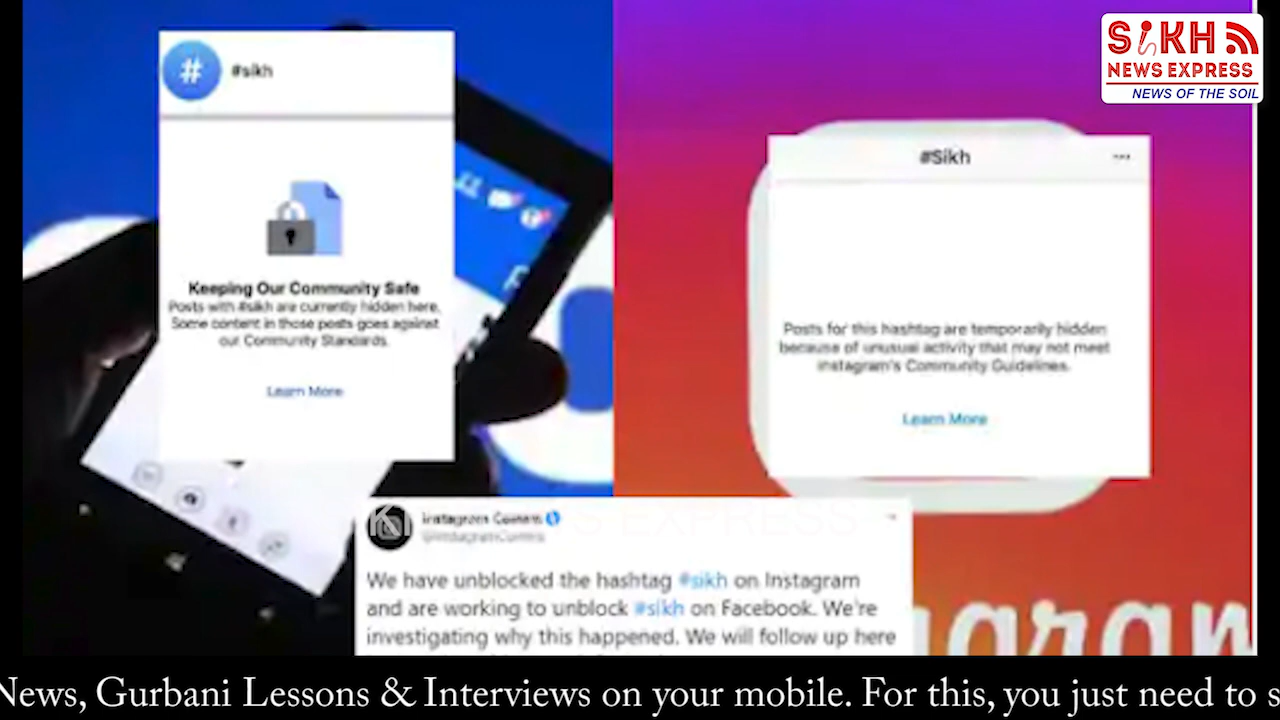 SiKH
NEWS EXPRESS
NEWS OF THE SOIL
#
#sikh
Keeping Our Community Safe
Posts with #sikh are currently hidden here.
Some content in those posts goes against
our Community Standards.
Learn More
#Sikh
Posts for this hashtag are temporarily hidden
because of unusual activity that may not meet
Instagram's Community Guidelines.
Learn More
Instagram Comms
@InstagramComms
EXPRESS
We have unblocked the hashtag #sikh on Instagram
and are working to unblock #sikh on Facebook. We're
investigating why this happened. We will follow up here
News, Gurbani Lessons & Interviews on your mobile. For this, you just need to s